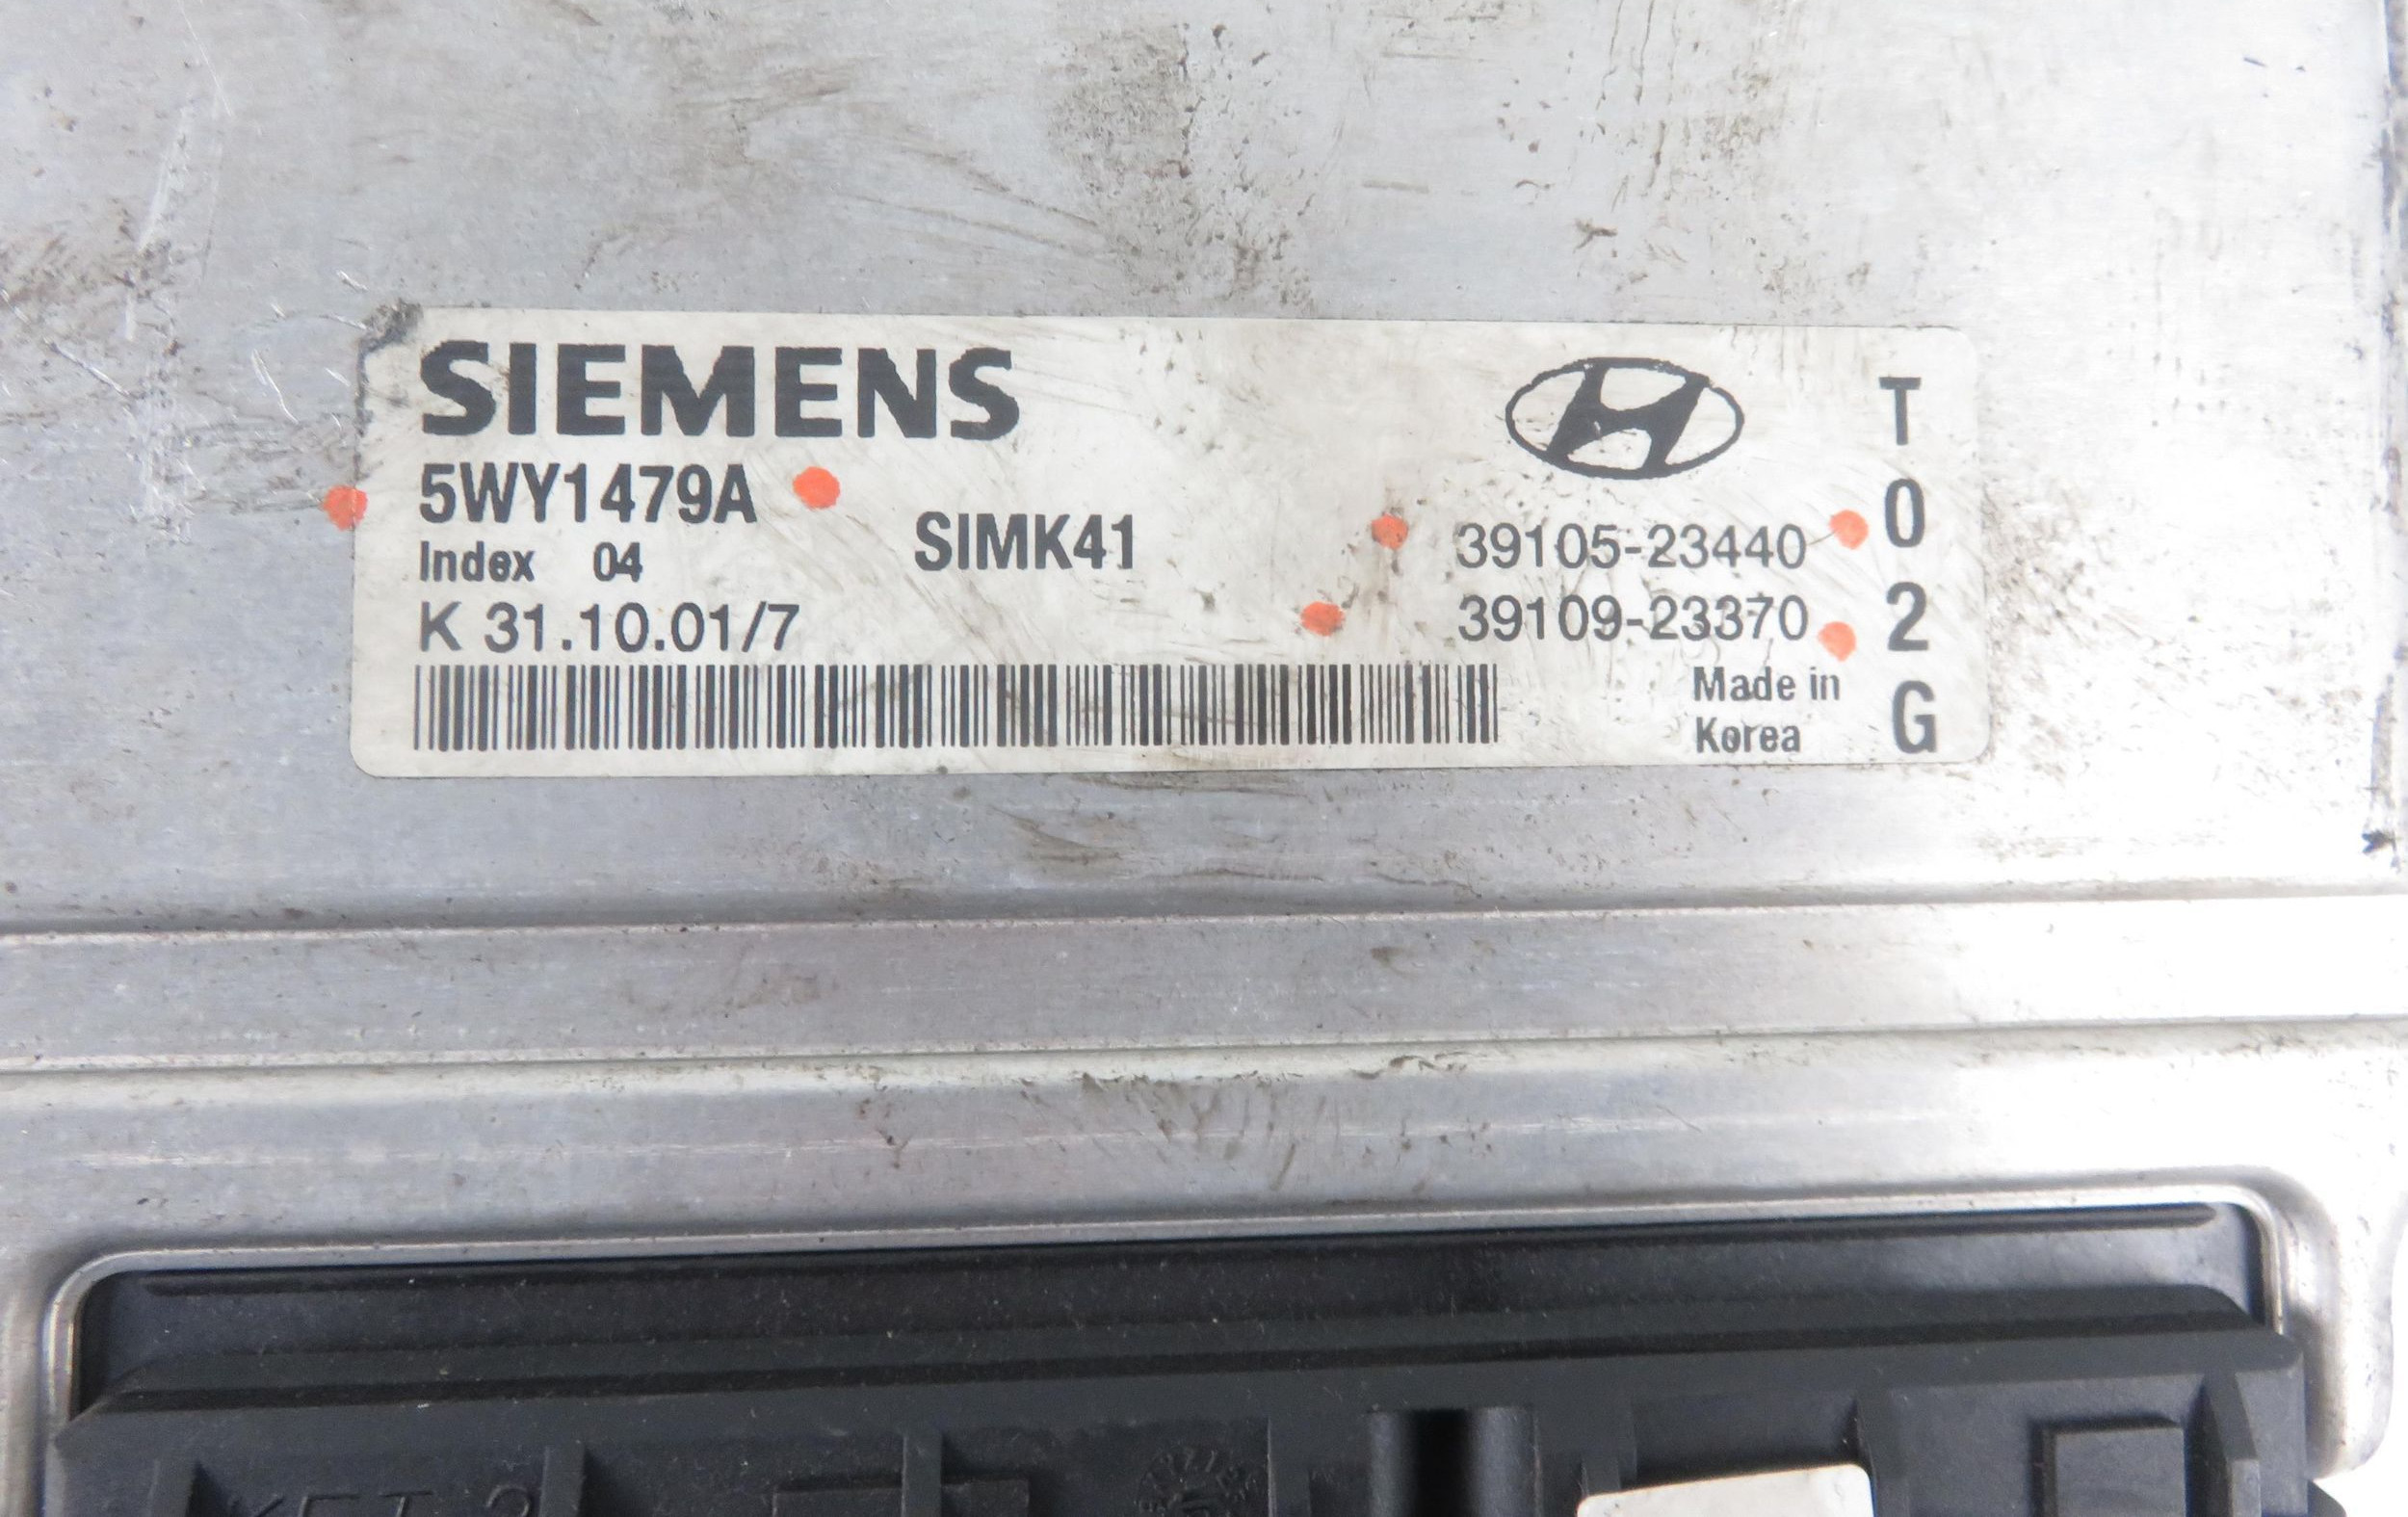 SIEMENS
5WY1479A
Index 04
K 31.10.01/7
SIMK41
39105-23440
39109-23370
Made in
Korea
T
0
2
G